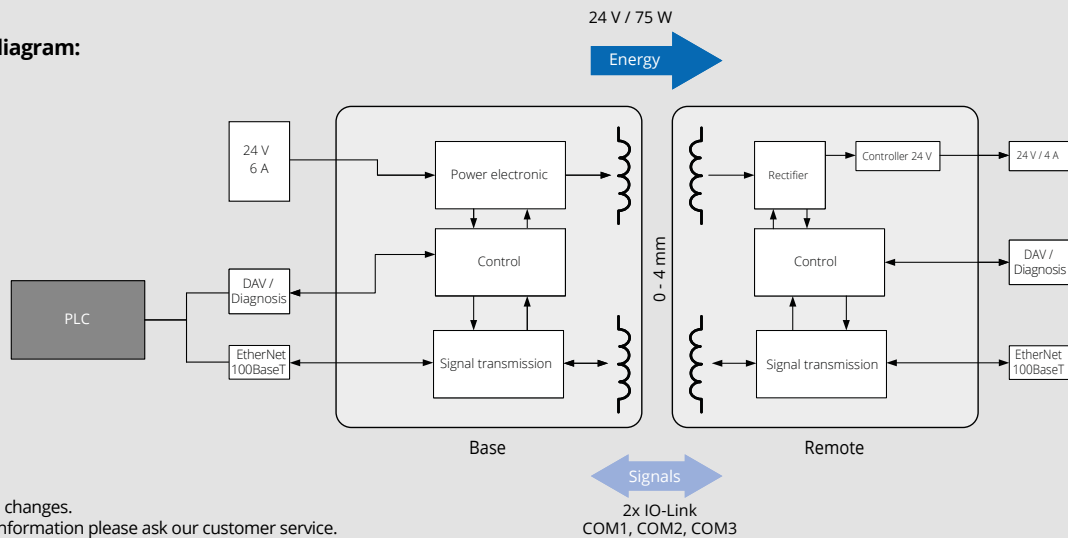 24 V / 75 W
diagram:
Energy
24 V
6 A
Power electronic
Rectifier
Controller 24 V
24 V / 4 A
Control
0 - 4 mm
Control
DAV /
Diagnosis
DAV /
Diagnosis
PLC
EtherNet
100BaseT
Signal transmission
Signal transmission
EtherNet
100BaseT
Base
Remote
Signals
2x IO-Link
COM1, COM2, COM3
changes.
information please ask our customer service.